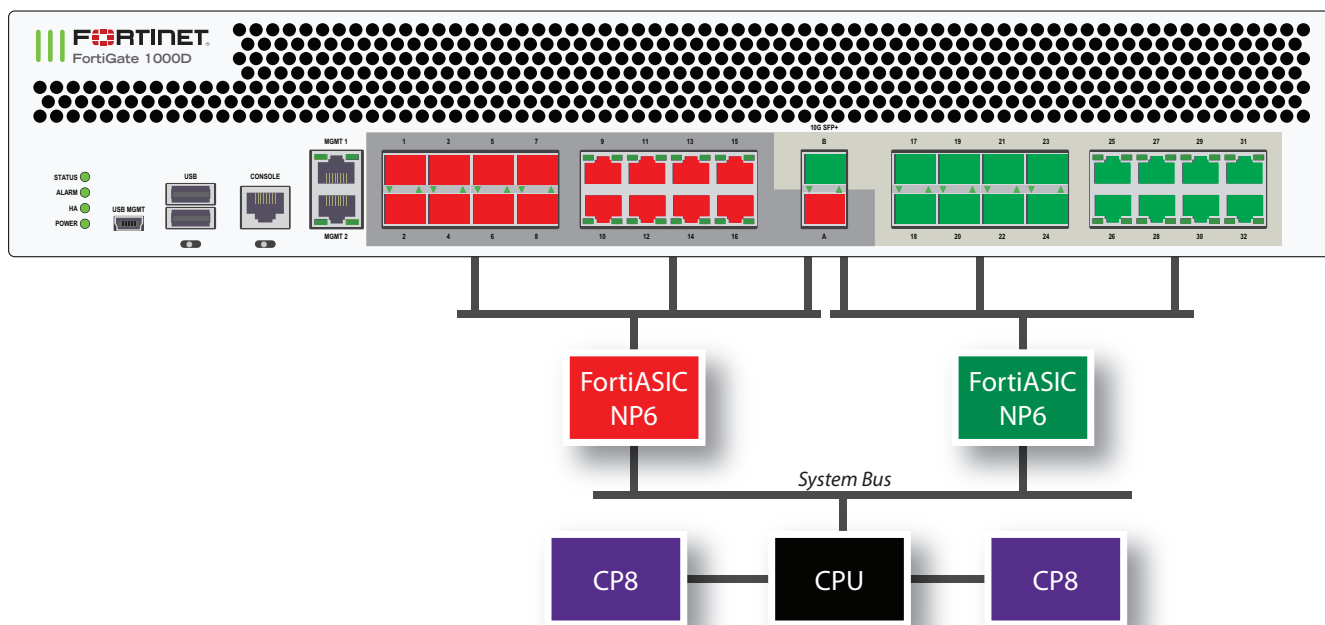 FORTINET
FortiGate 1000D
STATUS
ALARM
HA
POWER
USB MGMT
USB
CONSOLE
MGMT 1
MGMT 2
1 3 5 7
2 4 6 8
9 11 13 15
10 12 14 16
10G SFP+
B
A
17 19 21 23
18 20 22 24
25 27 29 31
26 28 30 32
FortiASIC
NP6
FortiASIC
NP6
System Bus
CP8
CPU
CP8